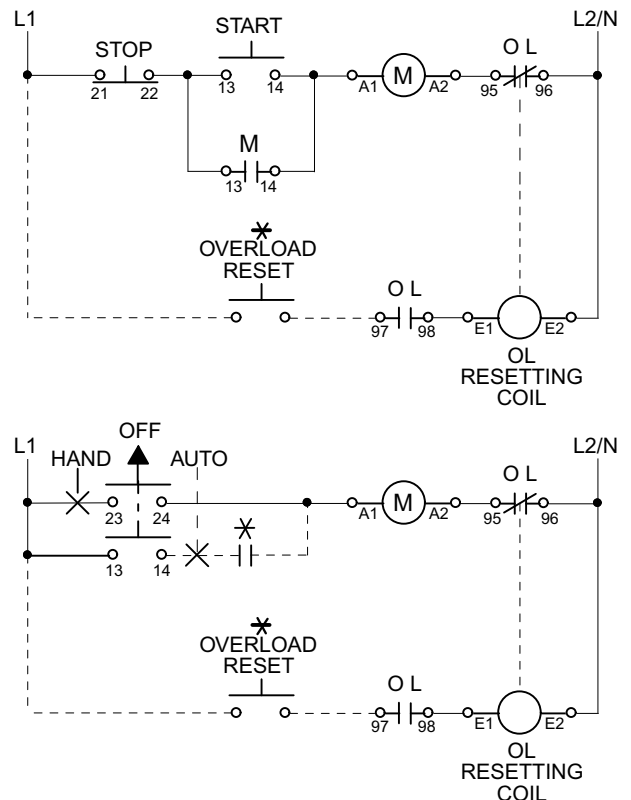 L1 L2/N
START
STOP O L
21 22 13 14 A1 M A2 95 96
M
13 14
OVERLOAD
RESET
O L
97 98 E1 E2
OL
RESETTING
COIL
OFF
L1 L2/N
HAND AUTO O L
23 24 A1 M A2 95 96
13 14
OVERLOAD
RESET
O L
97 98 E1 E2
OL
RESETTING
COIL